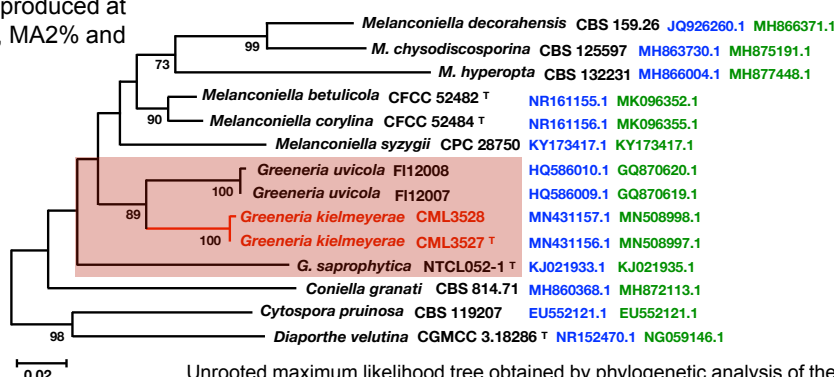 produced at
, MA2% and
Melanconiella decorahensis CBS 159.26 JQ926260.1 MH866371.1
99
M. chysodiscosporina CBS 125597 MH863730.1 MH875191.1
73
M. hyperopta CBS 132231 MH866004.1 MH877448.1
Melanconiella betulicola CFCC 52482 T NR161155.1 MK096352.1
90
Melanconiella corylina CFCC 52484 T NR161156.1 MK096355.1
Melanconiella syzygii CPC 28750 KY173417.1 KY173417.1
Greeneria uvicola FI12008 HQ586010.1 GQ870620.1
100
Greeneria uvicola FI12007 HQ586009.1 GQ870619.1
89
Greeneria kielmeyerae CML3528 MN431157.1 MN508998.1
100
Greeneria kielmeyerae CML3527 T MN431156.1 MN508997.1
G. saprophytica NTCL052-1 T KJ021933.1 KJ021935.1
Coniella granati CBS 814.71 MH860368.1 MH872113.1
Cytospora pruinosa CBS 119207 EU552121.1 EU552121.1
98
Diaporthe velutina CGMCC 3.18286 T NR152470.1 NG059146.1
0.02
Unrooted maximum likelihood tree obtained by phylogenetic analysis of the